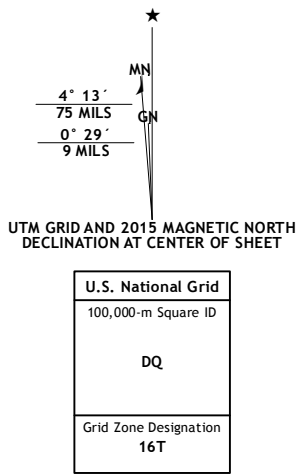 MN
4° 13´
75 MILS
GN
0° 29´
9 MILS
UTM GRID AND 2015 MAGNETIC NORTH
DECLINATION AT CENTER OF SHEET
U.S. National Grid
100,000-m Square ID
DQ
Grid Zone Designation
16T